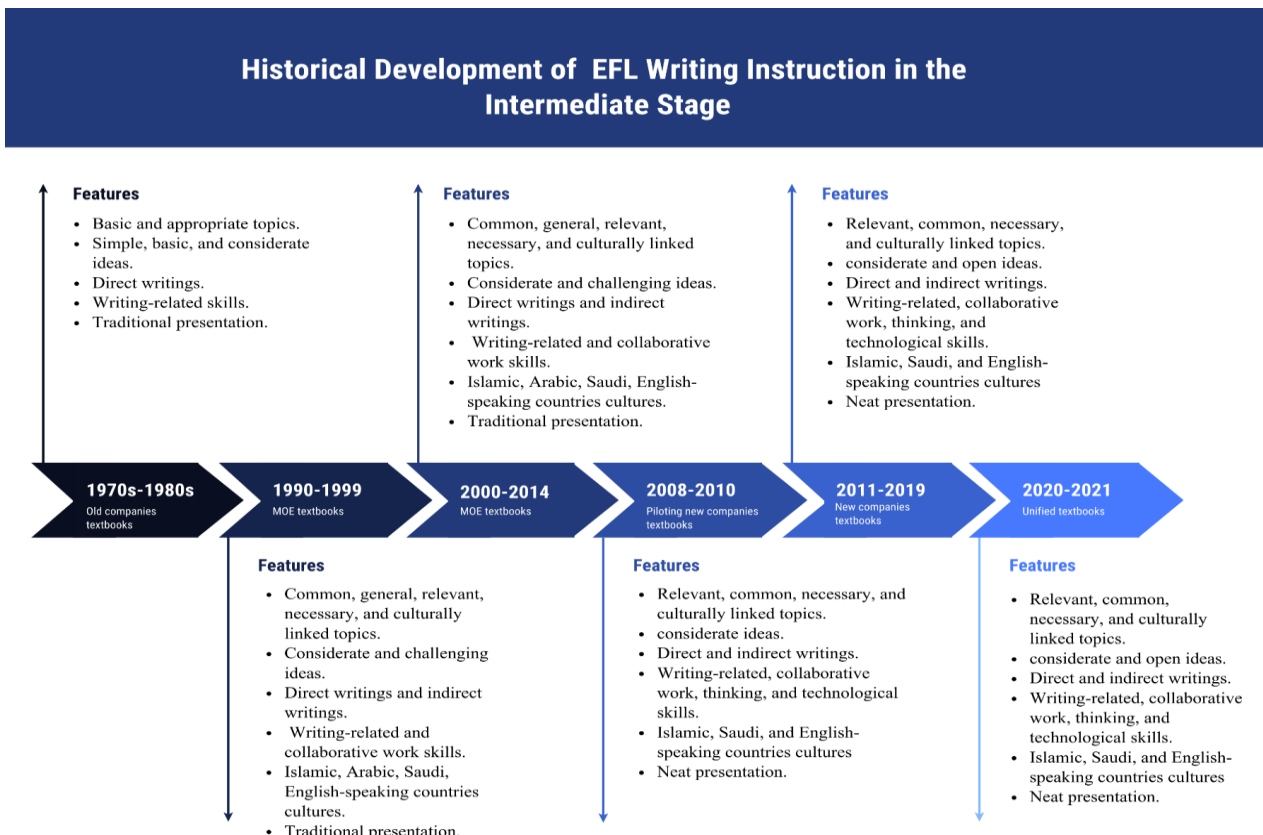 Historical Development of EFL Writing Instruction in the
Intermediate Stage
Features
• Basic and appropriate topics.
• Simple, basic, and considerate
ideas.
• Direct writings.
• Writing-related skills.
• Traditional presentation.
Features
• Common, general, relevant,
necessary, and culturally linked
topics.
• Considerate and challenging ideas.
• Direct writings and indirect
writings.
• Writing-related and collaborative
work skills.
• Islamic, Arabic, Saudi, English-
speaking countries cultures.
• Traditional presentation.
Features
• Relevant, common, necessary,
and culturally linked topics.
• considerate and open ideas.
• Direct and indirect writings.
• Writing-related, collaborative
work, thinking, and
technological skills.
• Islamic, Saudi, and English-
speaking countries cultures
• Neat presentation.
1970s-1980s
Old companies
textbooks
1990-1999
MOE textbooks
2000-2014
MOE textbooks
2008-2010
Piloting new companies
textbooks
2011-2019
New companies
textbooks
2020-2021
Unified textbooks
Features
• Common, general, relevant,
necessary, and culturally
linked topics.
• Considerate and challenging
ideas.
• Direct writings and indirect
writings.
• Writing-related and
collaborative work skills.
• Islamic, Arabic, Saudi,
English-speaking countries
cultures.
• Traditional presentation.
Features
• Relevant, common, necessary, and
culturally linked topics.
• considerate ideas.
• Direct and indirect writings.
• Writing-related, collaborative
work, thinking, and technological
skills.
• Islamic, Saudi, and English-
speaking countries cultures
• Neat presentation.
Features
• Relevant, common,
necessary, and culturally
linked topics.
• considerate and open ideas.
• Direct and indirect writings.
• Writing-related, collaborative
work, thinking, and
technological skills.
• Islamic, Saudi, and English-
speaking countries cultures
• Neat presentation.